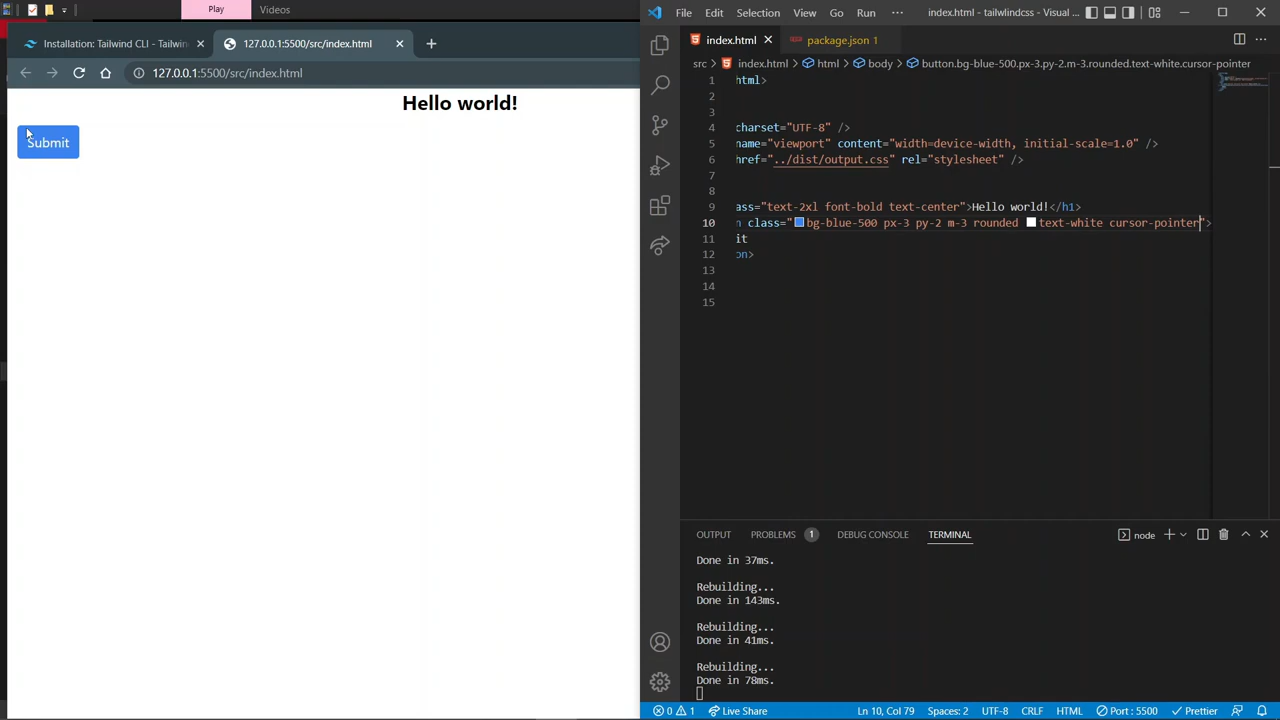 Play
Videos
Installation: Tailwind CLI - Tailwin
127.0.0.1:5500/src/index.html
127.0.0.1:5500/src/index.html
Hello world!
Submit
File Edit Selection View Go Run ··· index.html - tailwlndcss - Visual ...
index.html
package.json 1
src > index.html > html > body > button.bg-blue-500.px-3.py-2.m-3.rounded.text-white.cursor-pointer
1 html>
2
3
4 charset="UTF-8" />
5 name="viewport" content="width=device-width, initial-scale=1.0" />
6 href="../dist/output.css" rel="stylesheet" />
7
8
9 ass="text-2xl font-bold text-center">Hello world!</h1>
10 n class="bg-blue-500 px-3 py-2 m-3 rounded text-white cursor-pointer">
11 it
12 on>
13
14
15
OUTPUT PROBLEMS 1 DEBUG CONSOLE TERMINAL node
Done in 37ms.
Rebuilding...
Done in 143ms.
Rebuilding...
Done in 41ms.
Rebuilding...
Done in 78ms.
0 1 Live Share Ln 10, Col 79 Spaces: 2 UTF-8 CRLF HTML Port : 5500 Prettier